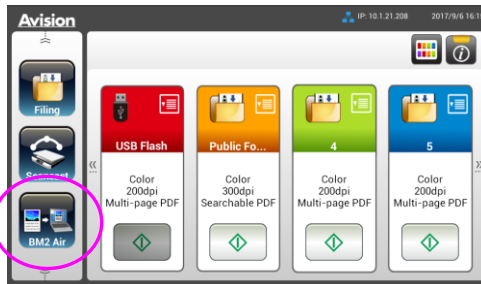 Avision
IP: 10.1.21.208 2017/9/6 16:1
Filing
Scancast
BM2 Air
USB Flash
Color
200dpi
Multi-page PDF
Public Fo...
Color
300dpi
Searchable PDF
4
Color
200dpi
Multi-page PDF
5
Color
200dpi
Multi-page PDF